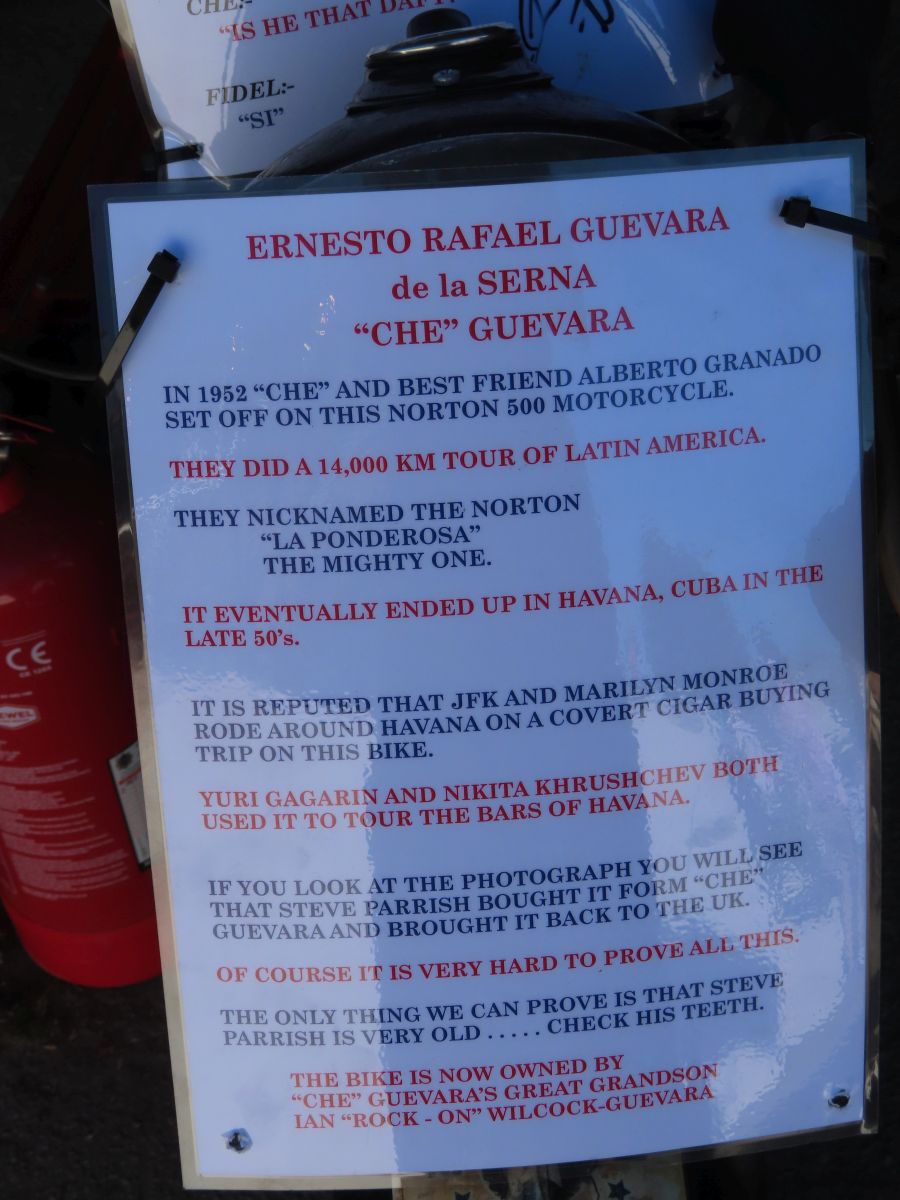 CHE:-
"IS HE THAT DAFT
FIDEL:-
"SI"
ERNESTO RAFAEL GUEVARA
de la SERNA
"CHE" GUEVARA
IN 1952 "CHE" AND BEST FRIEND ALBERTO GRANADO
SET OFF ON THIS NORTON 500 MOTORCYCLE.
THEY DID A 14,000 KM TOUR OF LATIN AMERICA.
THEY NICKNAMED THE NORTON
"LA PONDEROSA"
THE MIGHTY ONE.
IT EVENTUALLY ENDED UP IN HAVANA, CUBA IN THE
LATE 50's.
IT IS REPUTED THAT JFK AND MARILYN MONROE
RODE AROUND HAVANA ON A COVERT CIGAR BUYING
TRIP ON THIS BIKE.
YURI GAGARIN AND NIKITA KHRUSHCHEV BOTH
USED IT TO TOUR THE BARS OF HAVANA.
IF YOU LOOK AT THE PHOTOGRAPH YOU WILL SEE
THAT STEVE PARRISH BOUGHT IT FORM "CHE"
GUEVARA AND BROUGHT IT BACK TO THE UK.
OF COURSE IT IS VERY HARD TO PROVE ALL THIS.
THE ONLY THING WE CAN PROVE IS THAT STEVE
PARRISH IS VERY OLD . . . . . CHECK HIS TEETH.
THE BIKE IS NOW OWNED BY
"CHE" GUEVARA'S GREAT GRANDSON
IAN "ROCK - ON" WILCOCK-GUEVARA
CE